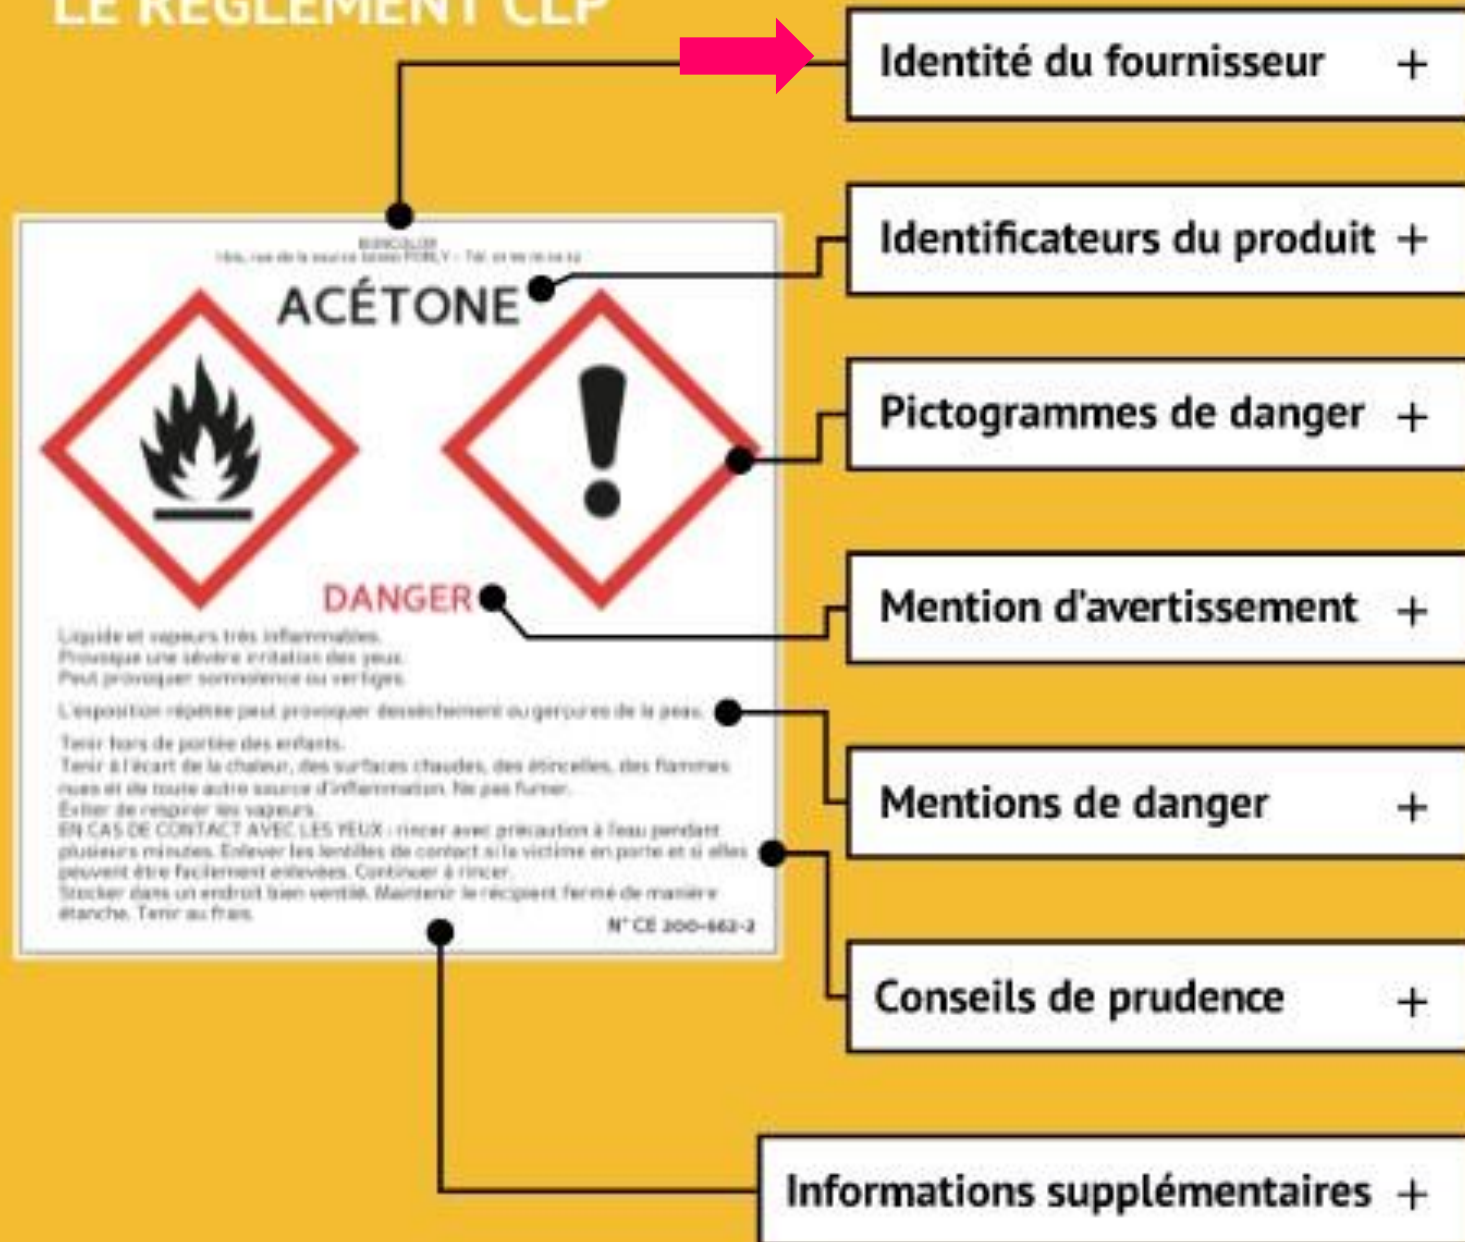 LE RÈGLEMENT CLP
Identité du fournisseur +
Identificateurs du produit +
Pictogrammes de danger +
Mention d'avertissement +
Mentions de danger +
Conseils de prudence +
Informations supplémentaires +
rue de la source - Tél.
ACÉTONE
DANGER
Liquide et vapeurs très inflammables.
Provoque une sévère irritation des yeux.
Peut provoquer somnolence ou vertiges.
L'exposition répétée peut provoquer dessèchement ou gerçures de la peau.
Tenir hors de portée des enfants.
Tenir à l'écart de la chaleur, des surfaces chaudes, des étincelles, des flammes
nues et de toute autre source d'inflammation. Ne pas fumer.
Éviter de respirer les vapeurs.
EN CAS DE CONTACT AVEC LES YEUX : rincer avec précaution à l'eau pendant
plusieurs minutes. Enlever les lentilles de contact si la victime en porte et si elles
peuvent être facilement enlevées. Continuer à rincer.
Stocker dans un endroit bien ventilé. Maintenir le récipient fermé de manière
étanche. Tenir au frais.
N° CE 200-662-2